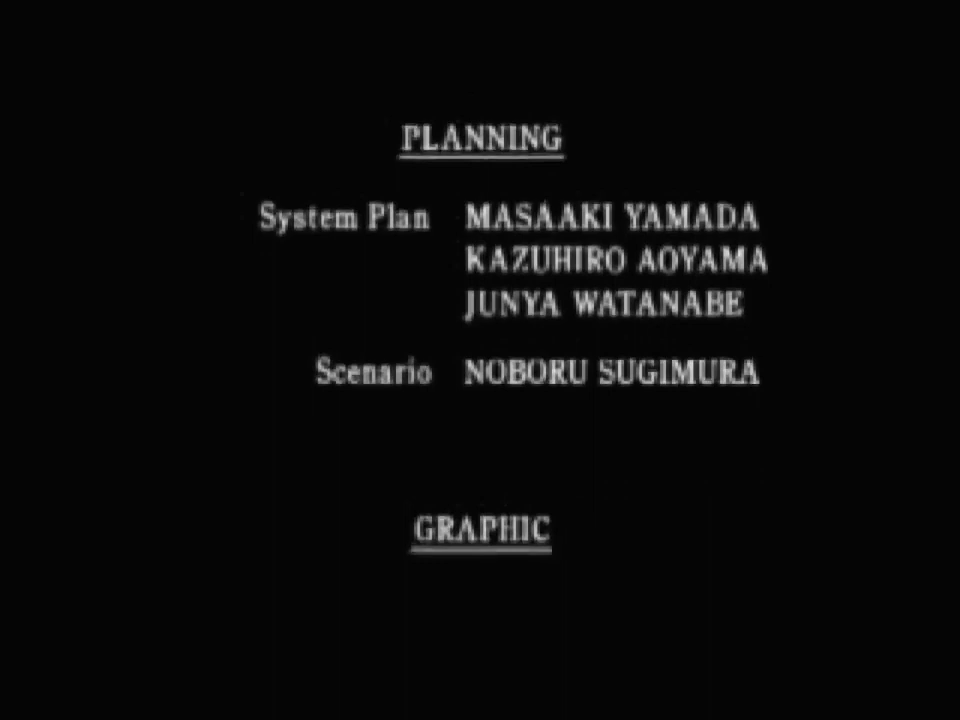 PLANNING
System Plan MASAAKI YAMADA
KAZUHIRO AOYAMA
JUNYA WATANABE
Scenario NOBORU SUGIMURA
GRAPHIC